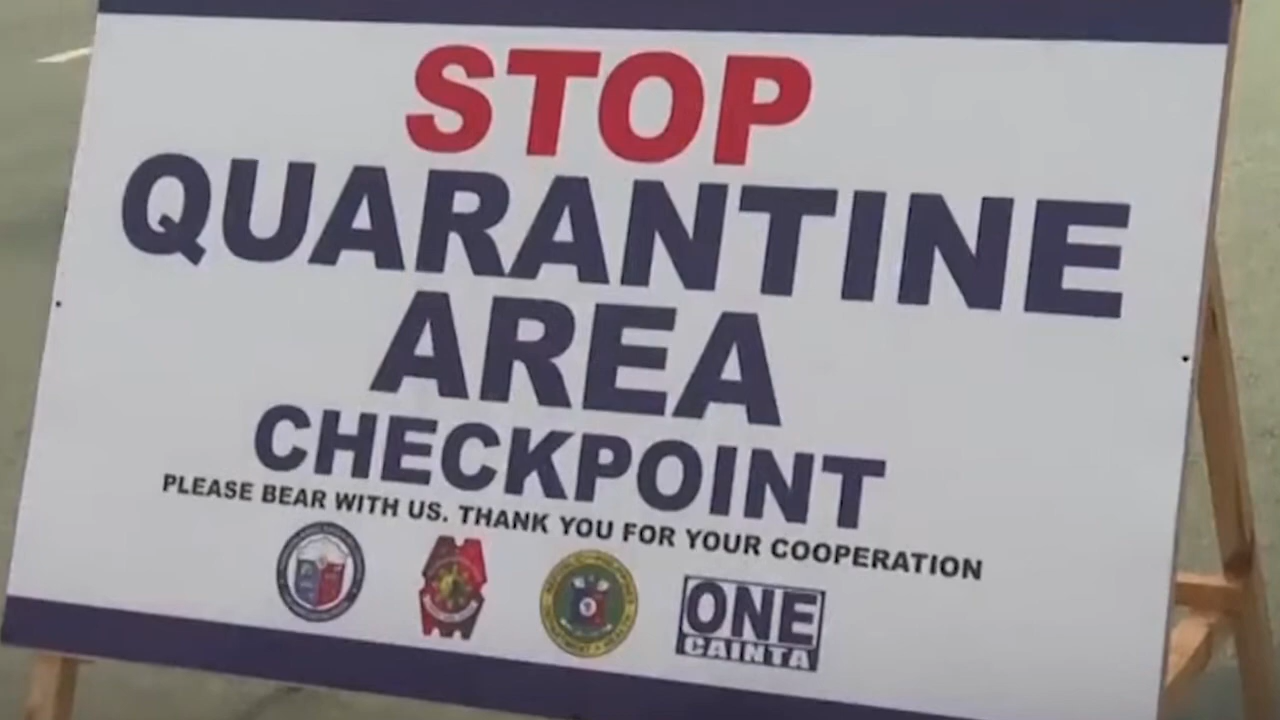 STOP
QUARANTINE
AREA
CHECKPOINT
PLEASE BEAR WITH US. THANK YOU FOR YOUR COOPERATION
ONE
CAINTA